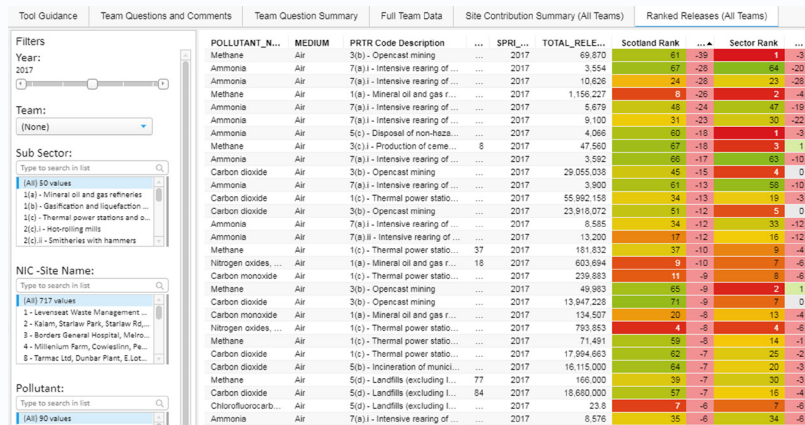 Tool Guidance Team Questions and Comments Team Question Summary Full Team Data Site Contribution Summary (All Teams) Ranked Releases (All Teams)
Filters
Year:
2017
Team:
(None)
Sub Sector:
Type to search in list
(All) 50 values
1(a) - Mineral oil and gas refineries
1(b) - Gasification and liquefaction ...
1(c) - Thermal power stations and o...
2(c).i - Hot-rolling mills
2(c).ii - Smitheries with hammers
NIC -Site Name:
Type to search in list
(All) 717 values
1 - Levenseat Waste Management ...
2 - Kaiam, Starlaw Park, Starlaw Rd,...
3 - Borders General Hospital, Melro...
4 - Millenium Farm, Cowieslinn, Pe...
8 - Tarmac Ltd, Dunbar Plant, E.Lot...
Pollutant:
Type to search in list
(All) 90 values
POLLUTANT_N... MEDIUM PRTR Code Description ... SPRI_... TOTAL_RELE... Scotland Rank ... Sector Rank ...
Methane Air 3(b) - Opencast mining ... 2017 69,870 61 -39 1 -3
Ammonia Air 7(a).i - Intensive rearing of ... ... 2017 3,554 67 -28 64 -20
Ammonia Air 7(a).i - Intensive rearing of ... ... 2017 10,626 24 -28 23 -28
Methane Air 1(a) - Mineral oil and gas r... ... 2017 1,156,227 8 -26 2 -4
Ammonia Air 7(a).i - Intensive rearing of ... ... 2017 5,679 48 -24 47 -19
Ammonia Air 7(a).i - Intensive rearing of ... ... 2017 9,100 31 -23 30 -22
Ammonia Air 5(c) - Disposal of non-haza... ... 2017 4,066 60 -18 1 -3
Methane Air 3(c).i - Production of ceme... 8 2017 47,560 67 -18 3 1
Ammonia Air 7(a).i - Intensive rearing of ... ... 2017 3,592 66 -17 63 -10
Carbon dioxide Air 3(b) - Opencast mining ... 2017 29,055,038 45 -15 4 0
Ammonia Air 7(a).i - Intensive rearing of ... ... 2017 3,900 61 -13 58 -10
Carbon dioxide Air 1(c) - Thermal power statio... ... 2017 55,992,158 34 -13 19 -3
Carbon dioxide Air 3(b) - Opencast mining ... 2017 23,918,072 51 -12 5 0
Ammonia Air 7(a).i - Intensive rearing of ... ... 2017 8,585 34 -12 33 -12
Ammonia Air 7(a).ii - Intensive rearing of ... ... 2017 13,200 17 -12 16 -12
Methane Air 1(c) - Thermal power statio... 37 2017 181,832 37 -10 9 -4
Nitrogen oxides, ... Air 1(a) - Mineral oil and gas r... 18 2017 603,694 9 -10 7 -6
Carbon monoxide Air 1(c) - Thermal power statio... ... 2017 239,883 11 -9 8 -6
Methane Air 3(b) - Opencast mining ... 2017 49,983 65 -9 2 1
Carbon dioxide Air 3(b) - Opencast mining ... 2017 13,947,228 71 -9 7 0
Carbon monoxide Air 1(a) - Mineral oil and gas r... ... 2017 134,507 20 -8 13 -4
Nitrogen oxides, ... Air 1(c) - Thermal power statio... ... 2017 793,853 4 -8 4 -6
Methane Air 1(c) - Thermal power statio... ... 2017 71,491 59 -8 14 -1
Carbon dioxide Air 1(c) - Thermal power statio... ... 2017 17,994,663 62 -7 25 -2
Carbon dioxide Air 5(b) - Incineration of munici... ... 2017 16,115,000 64 -7 20 -3
Methane Air 5(d) - Landfills (excluding l... 77 2017 166,000 39 -7 30 -3
Carbon dioxide Air 5(d) - Landfills (excluding l... 84 2017 18,680,000 57 -7 16 -4
Chlorofluorocarb... Air 5(d) - Landfills (excluding l... ... 2017 23.8 7 -6 7 -6
Ammonia Air 7(a).i - Intensive rearing of ... ... 2017 8,576 35 -6 34 -6